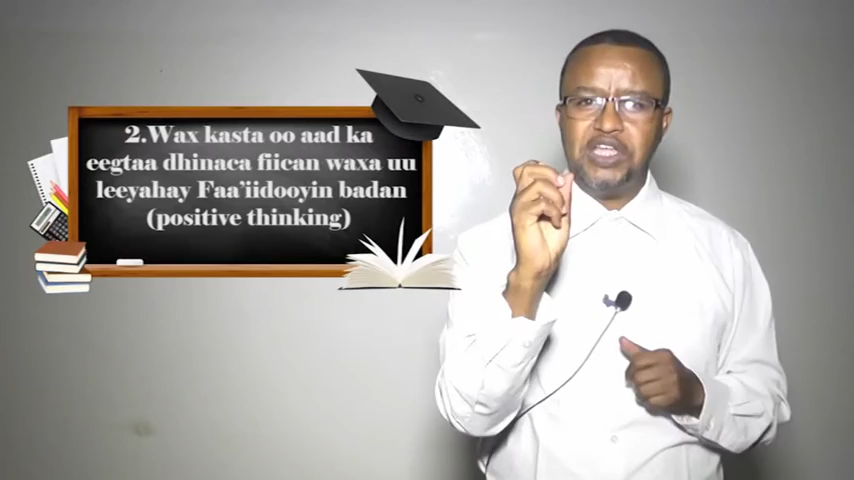 2.Wax kasta oo aad ka
eegtaa dhinaca fiican waxa uu
leeyahay Faa'iidooyin badan
(positive thinking)